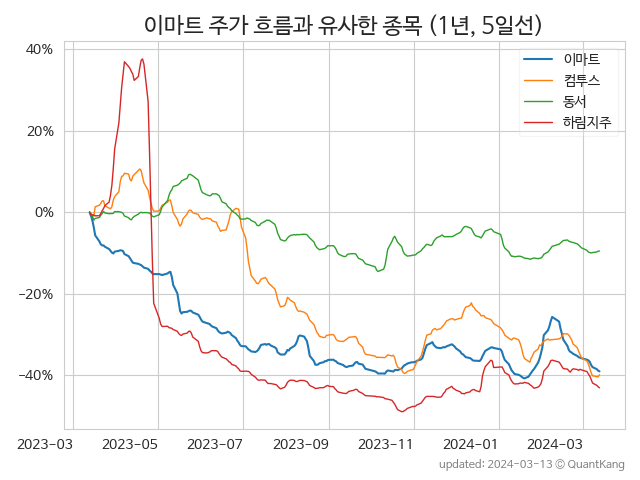 이마트 주가 흐름과 유사한 종목 (1년, 5일선)
이마트
컴투스
동서
하림지주
40%
20%
0%
−20%
−40%
2023-03 2023-05 2023-07 2023-09 2023-11 2024-01 2024-03
updated: 2024-03-13 © QuantKang